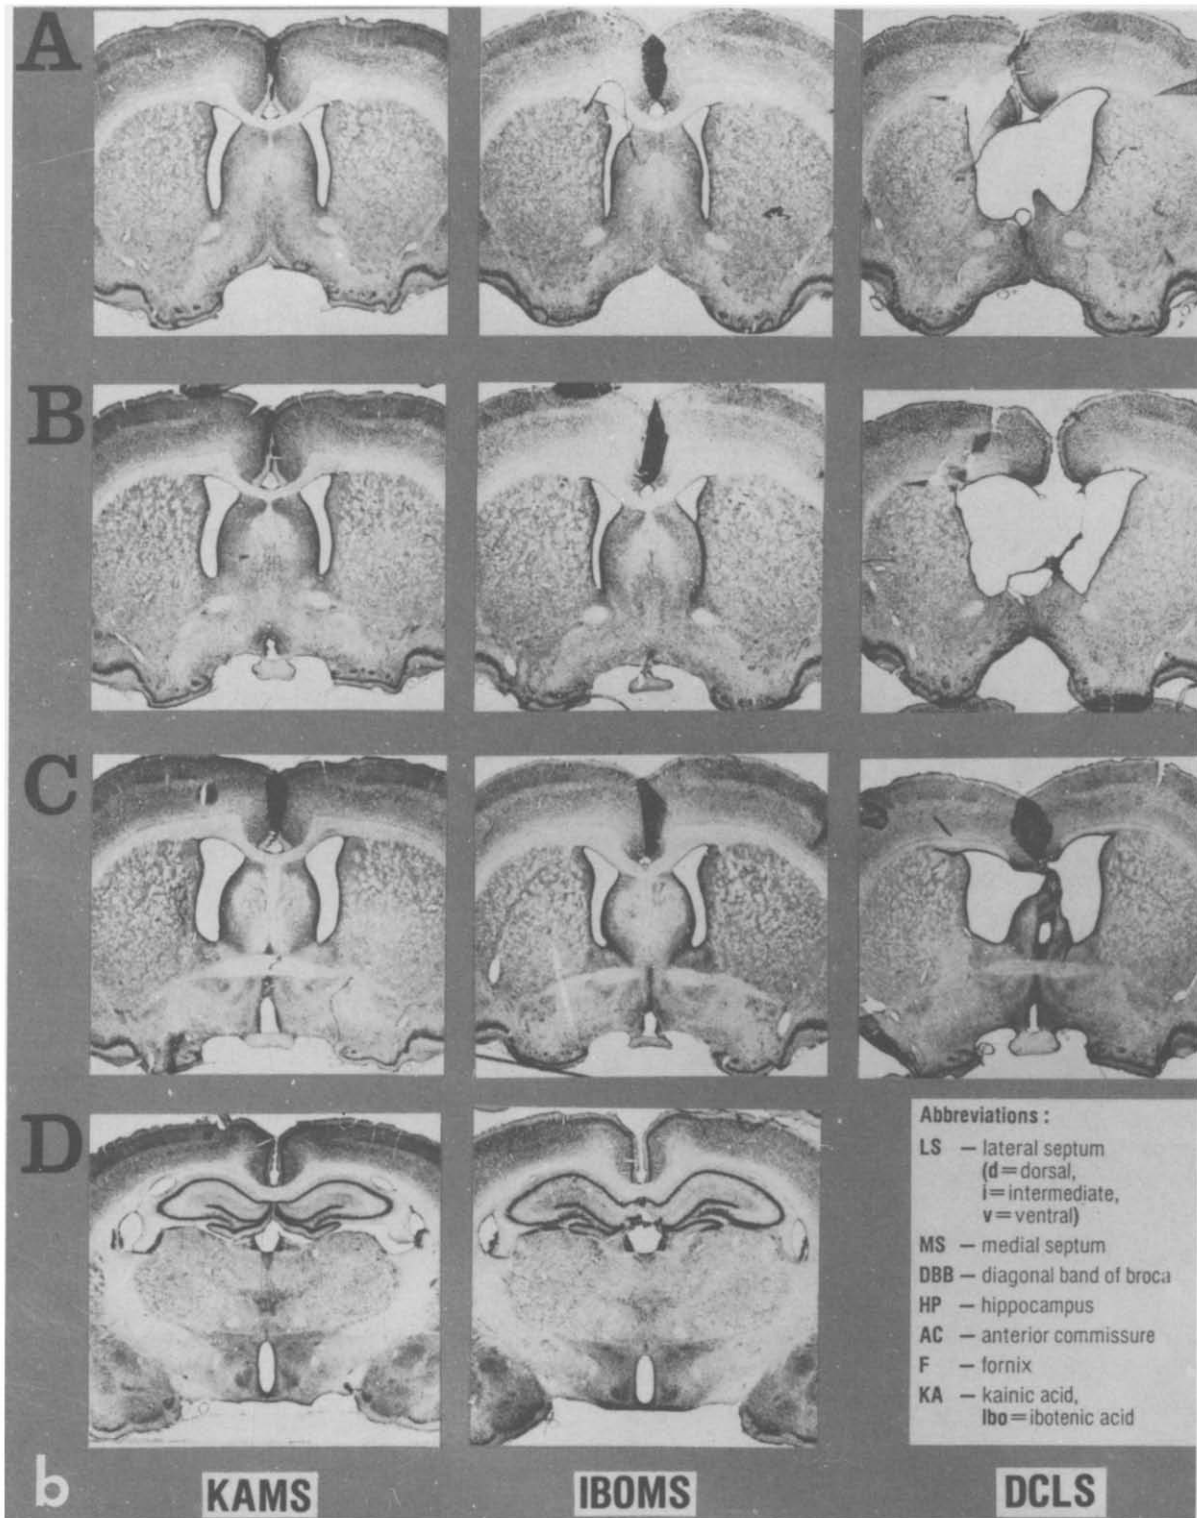 A
B
C
D
Abbreviations :
LS — lateral septum
(d = dorsal,
i = intermediate,
v = ventral)
MS — medial septum
DBB — diagonal band of broca
HP — hippocampus
AC — anterior commissure
F — fornix
KA — kainic acid,
Ibo = ibotenic acid
b
KAMS
IBOMS
DCLS